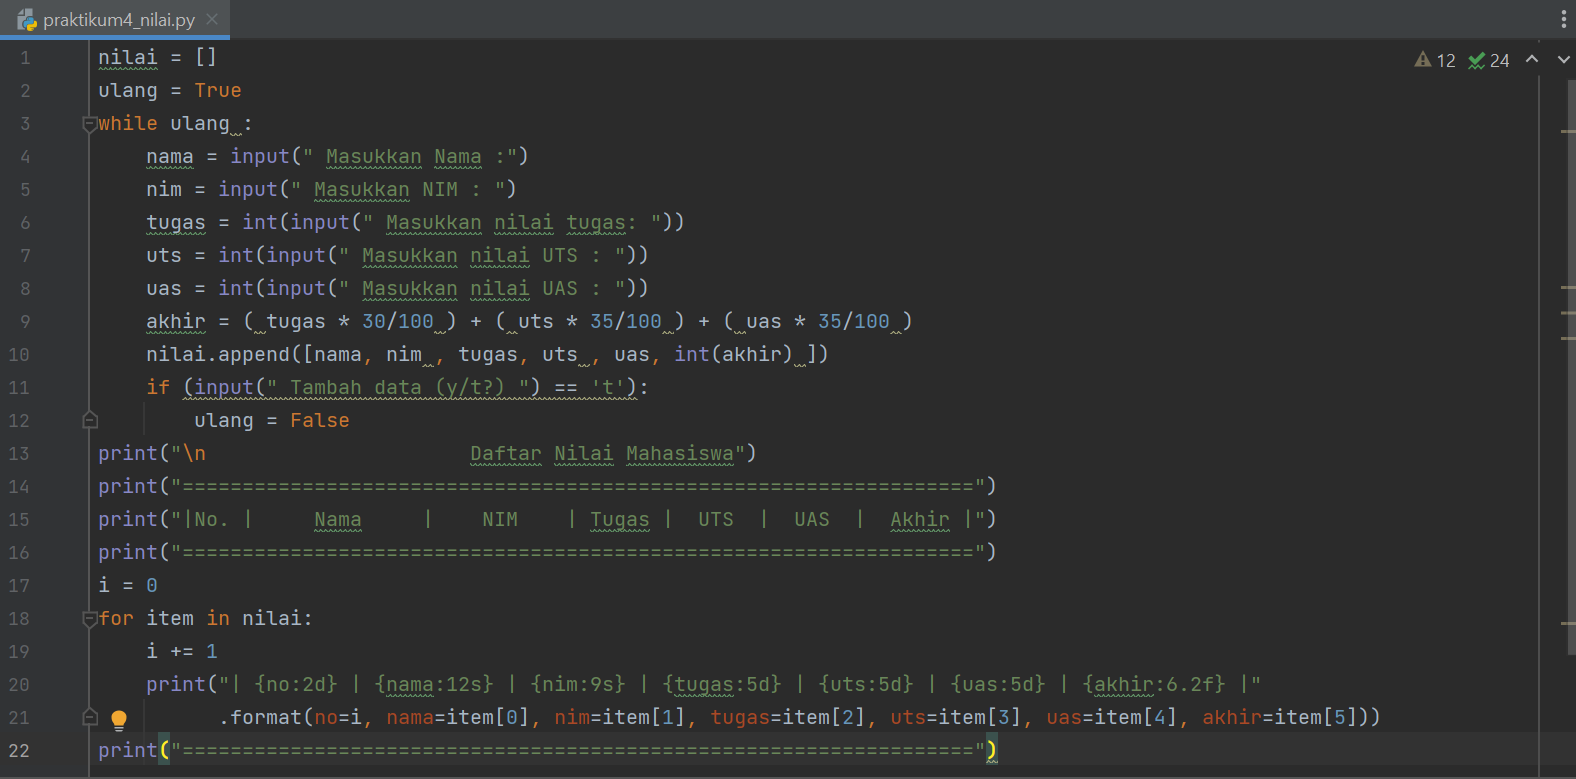 praktikum4_nilai.py
12 24
1 nilai = []
2 ulang = True
3 while ulang :
4     nama = input(" Masukkan Nama :")
5     nim = input(" Masukkan NIM : ")
6     tugas = int(input(" Masukkan nilai tugas: "))
7     uts = int(input(" Masukkan nilai UTS : "))
8     uas = int(input(" Masukkan nilai UAS : "))
9     akhir = ( tugas * 30/100 ) + ( uts * 35/100 ) + ( uas * 35/100 )
10     nilai.append([nama, nim , tugas, uts , uas, int(akhir) ])
11     if (input(" Tambah data (y/t?) ") == 't'):
12         ulang = False
13 print("\n                      Daftar Nilai Mahasiswa")
14 print("==================================================================")
15 print("|No. |     Nama     |    NIM    | Tugas |  UTS  |  UAS  |  Akhir |")
16 print("==================================================================")
17 i = 0
18 for item in nilai:
19     i += 1
20     print("| {no:2d} | {nama:12s} | {nim:9s} | {tugas:5d} | {uts:5d} | {uas:5d} | {akhir:6.2f} |"
21           .format(no=i, nama=item[0], nim=item[1], tugas=item[2], uts=item[3], uas=item[4], akhir=item[5]))
22 print("==================================================================")